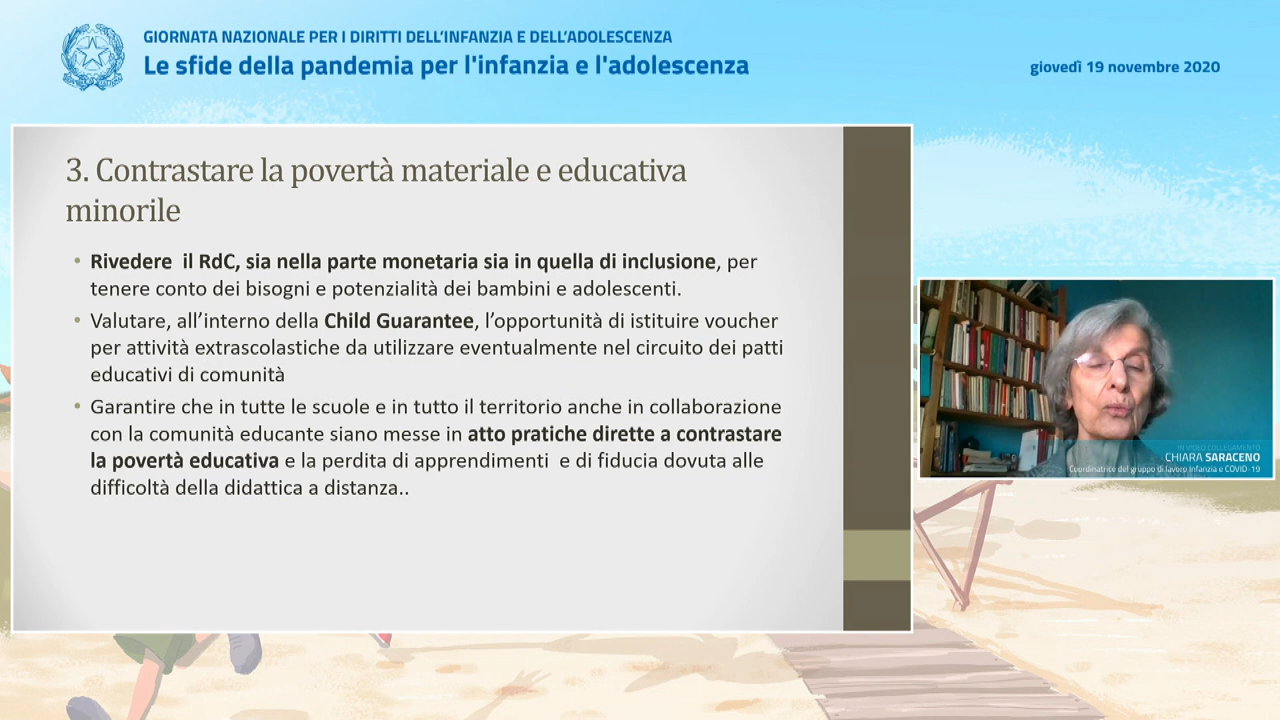 GIORNATA NAZIONALE PER I DIRITTI DELL'INFANZIA E DELL'ADOLESCENZA
Le sfide della pandemia per l'infanzia e l'adolescenza
giovedì 19 novembre 2020
3. Contrastare la povertà materiale e educativa
minorile
• Rivedere il RdC, sia nella parte monetaria sia in quella di inclusione, per
tenere conto dei bisogni e potenzialità dei bambini e adolescenti.
• Valutare, all'interno della Child Guarantee, l'opportunità di istituire voucher
per attività extrascolastiche da utilizzare eventualmente nel circuito dei patti
educativi di comunità
• Garantire che in tutte le scuole e in tutto il territorio anche in collaborazione
con la comunità educante siano messe in atto pratiche dirette a contrastare
la povertà educativa e la perdita di apprendimenti e di fiducia dovuta alle
difficoltà della didattica a distanza..
IN VIDEO COLLEGAMENTO
CHIARA SARACENO
Coordinatrice del gruppo di lavoro Infanzia e COVID-19